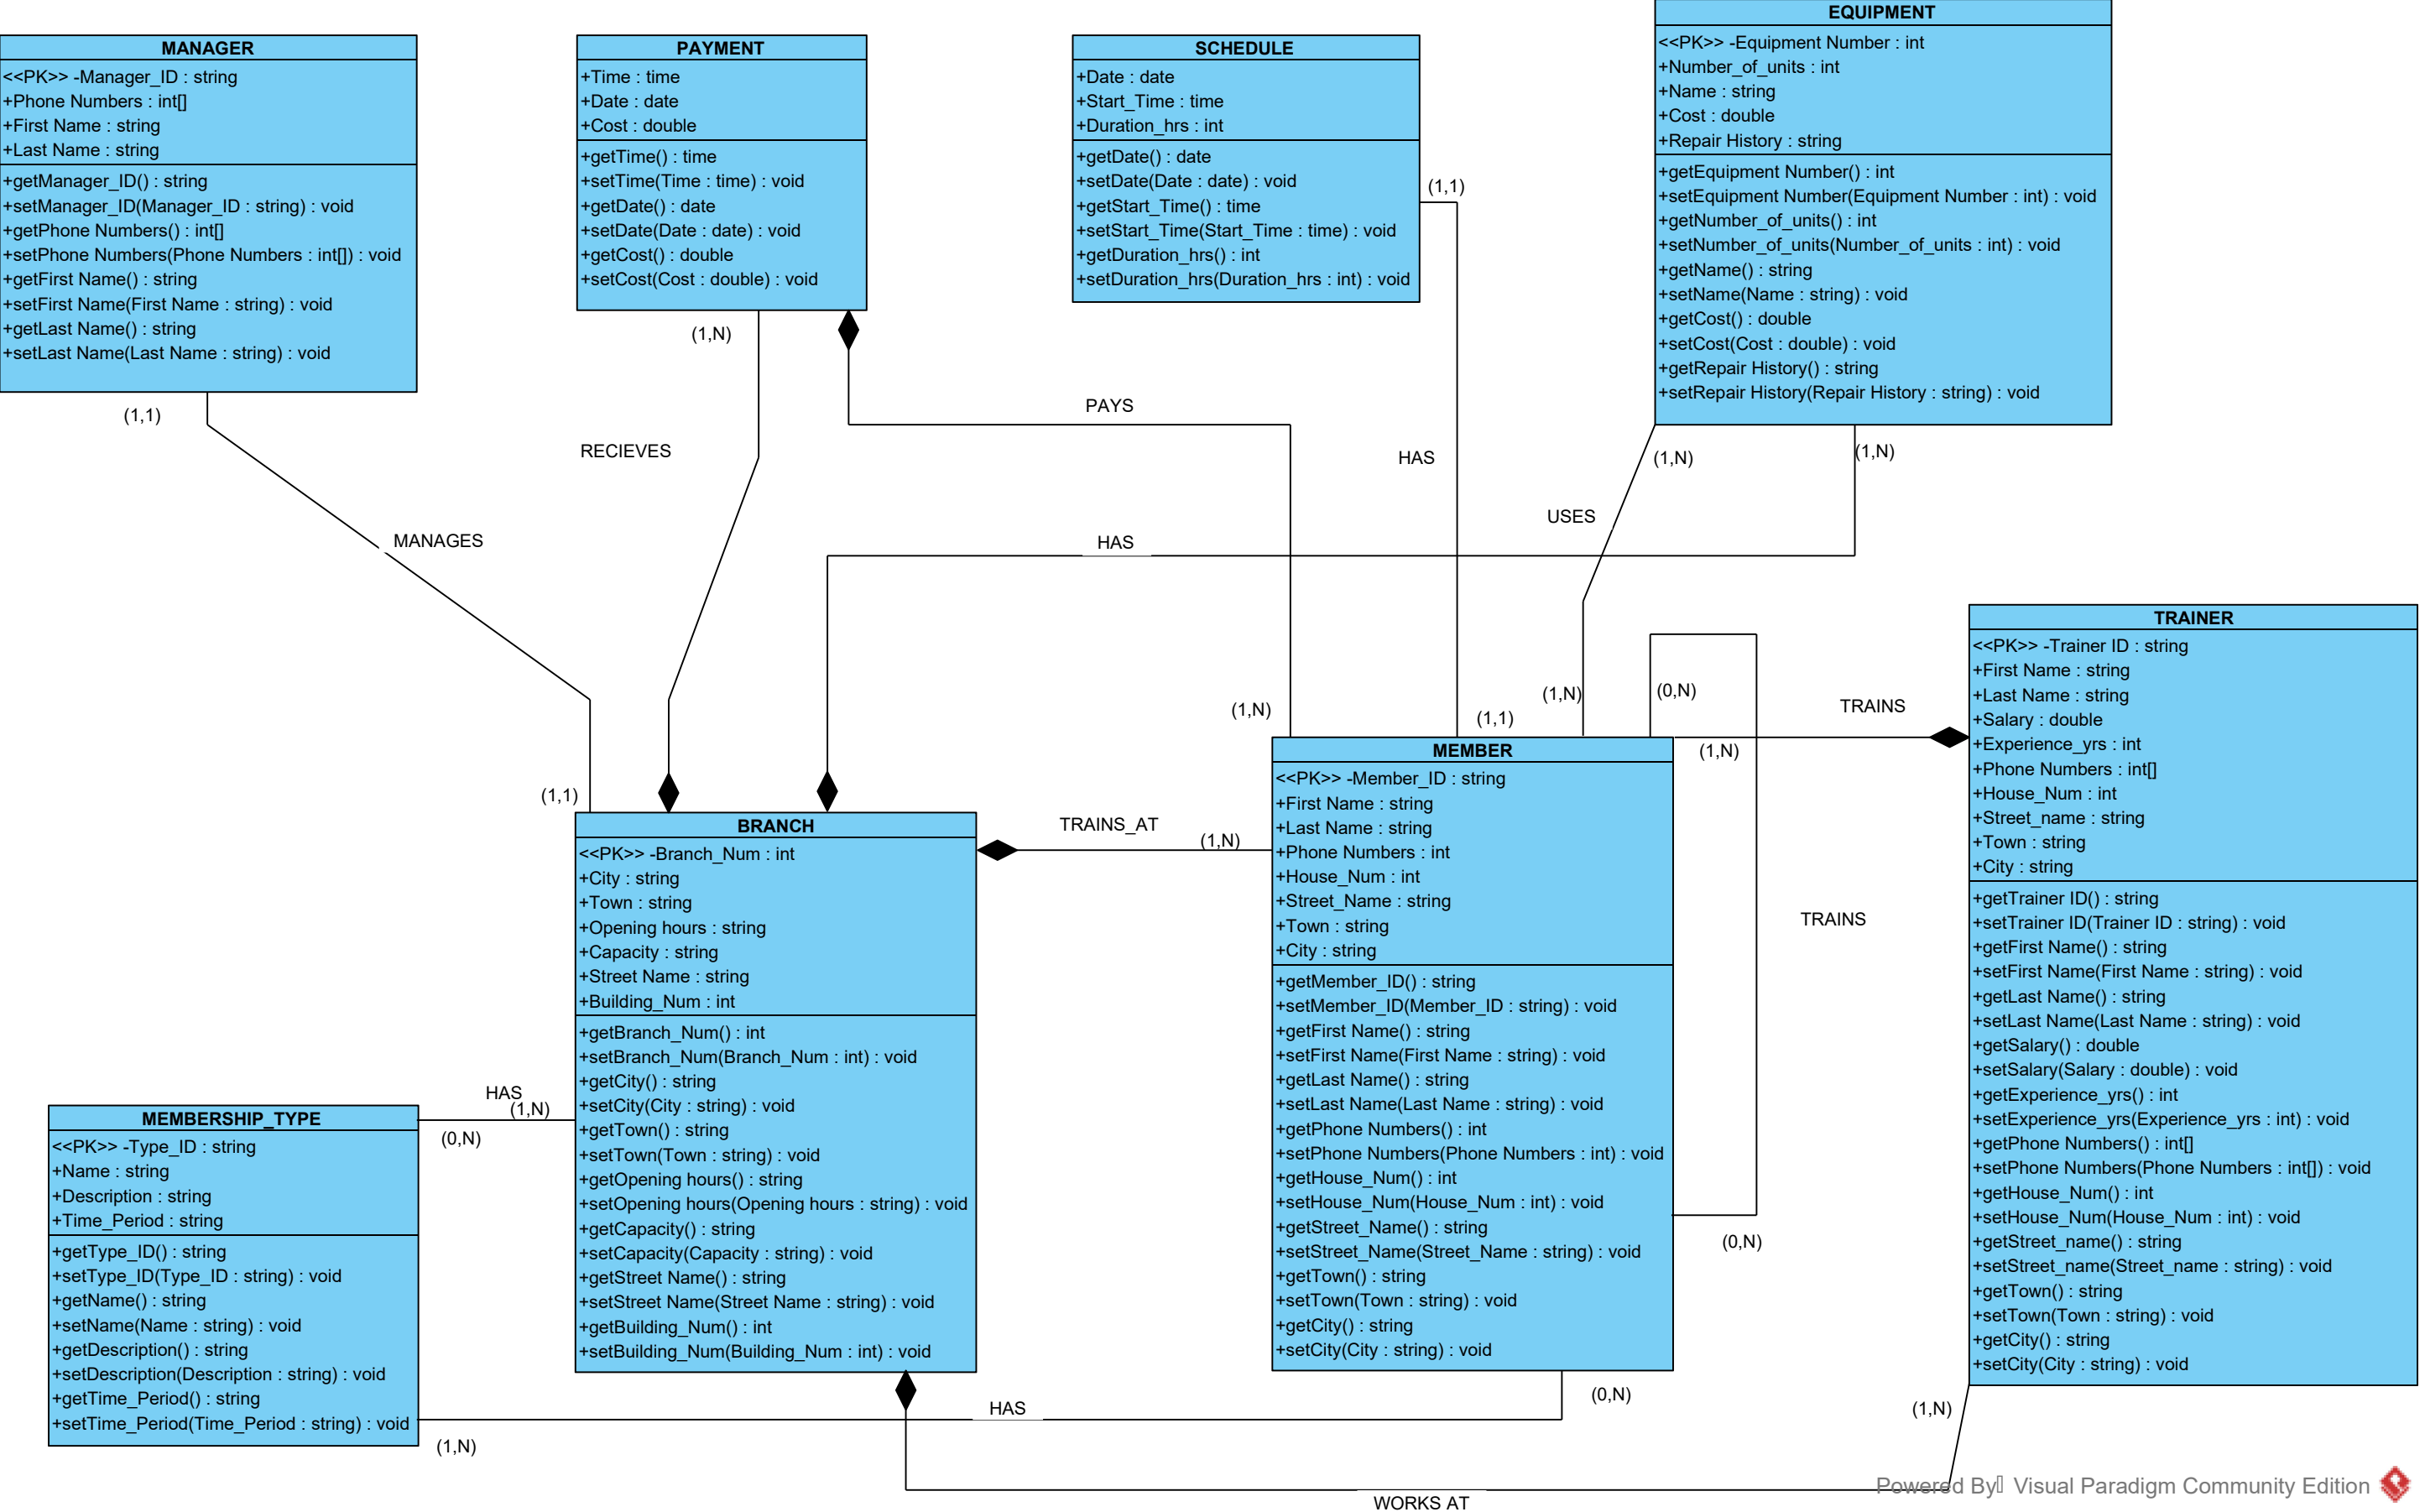 MANAGER
<<PK>> -Manager_ID : string
+Phone Numbers : int[]
+First Name : string
+Last Name : string
+getManager_ID() : string
+setManager_ID(Manager_ID : string) : void
+getPhone Numbers() : int[]
+setPhone Numbers(Phone Numbers : int[]) : void
+getFirst Name() : string
+setFirst Name(First Name : string) : void
+getLast Name() : string
+setLast Name(Last Name : string) : void
(1,1)
MANAGES
(1,1)
PAYMENT
+Time : time
+Date : date
+Cost : double
+getTime() : time
+setTime(Time : time) : void
+getDate() : date
+setDate(Date : date) : void
+getCost() : double
+setCost(Cost : double) : void
(1,N)
RECIEVES
PAYS
(1,N)
SCHEDULE
+Date : date
+Start_Time : time
+Duration_hrs : int
+getDate() : date
+setDate(Date : date) : void
+getStart_Time() : time
+setStart_Time(Start_Time : time) : void
+getDuration_hrs() : int
+setDuration_hrs(Duration_hrs : int) : void
(1,1)
HAS
(1,1)
EQUIPMENT
<<PK>> -Equipment Number : int
+Number_of_units : int
+Name : string
+Cost : double
+Repair History : string
+getEquipment Number() : int
+setEquipment Number(Equipment Number : int) : void
+getNumber_of_units() : int
+setNumber_of_units(Number_of_units : int) : void
+getName() : string
+setName(Name : string) : void
+getCost() : double
+setCost(Cost : double) : void
+getRepair History() : string
+setRepair History(Repair History : string) : void
(1,N)
(1,N)
USES
HAS
(1,N)
(0,N)
(1,N)
TRAINS
TRAINS
(0,N)
TRAINER
<<PK>> -Trainer ID : string
+First Name : string
+Last Name : string
+Salary : double
+Experience_yrs : int
+Phone Numbers : int[]
+House_Num : int
+Street_name : string
+Town : string
+City : string
+getTrainer ID() : string
+setTrainer ID(Trainer ID : string) : void
+getFirst Name() : string
+setFirst Name(First Name : string) : void
+getLast Name() : string
+setLast Name(Last Name : string) : void
+getSalary() : double
+setSalary(Salary : double) : void
+getExperience_yrs() : int
+setExperience_yrs(Experience_yrs : int) : void
+getPhone Numbers() : int[]
+setPhone Numbers(Phone Numbers : int[]) : void
+getHouse_Num() : int
+setHouse_Num(House_Num : int) : void
+getStreet_name() : string
+setStreet_name(Street_name : string) : void
+getTown() : string
+setTown(Town : string) : void
+getCity() : string
+setCity(City : string) : void
(1,N)
MEMBER
<<PK>> -Member_ID : string
+First Name : string
+Last Name : string
+Phone Numbers : int
+House_Num : int
+Street_Name : string
+Town : string
+City : string
+getMember_ID() : string
+setMember_ID(Member_ID : string) : void
+getFirst Name() : string
+setFirst Name(First Name : string) : void
+getLast Name() : string
+setLast Name(Last Name : string) : void
+getPhone Numbers() : int
+setPhone Numbers(Phone Numbers : int) : void
+getHouse_Num() : int
+setHouse_Num(House_Num : int) : void
+getStreet_Name() : string
+setStreet_Name(Street_Name : string) : void
+getTown() : string
+setTown(Town : string) : void
+getCity() : string
+setCity(City : string) : void
(0,N)
TRAINS_AT
(1,N)
BRANCH
<<PK>> -Branch_Num : int
+City : string
+Town : string
+Opening hours : string
+Capacity : string
+Street Name : string
+Building_Num : int
+getBranch_Num() : int
+setBranch_Num(Branch_Num : int) : void
+getCity() : string
+setCity(City : string) : void
+getTown() : string
+setTown(Town : string) : void
+getOpening hours() : string
+setOpening hours(Opening hours : string) : void
+getCapacity() : string
+setCapacity(Capacity : string) : void
+getStreet Name() : string
+setStreet Name(Street Name : string) : void
+getBuilding_Num() : int
+setBuilding_Num(Building_Num : int) : void
HAS
(1,N)
(0,N)
MEMBERSHIP_TYPE
<<PK>> -Type_ID : string
+Name : string
+Description : string
+Time_Period : string
+getType_ID() : string
+setType_ID(Type_ID : string) : void
+getName() : string
+setName(Name : string) : void
+getDescription() : string
+setDescription(Description : string) : void
+getTime_Period() : string
+setTime_Period(Time_Period : string) : void
(1,N)
HAS
WORKS AT
Powered By Visual Paradigm Community Edition